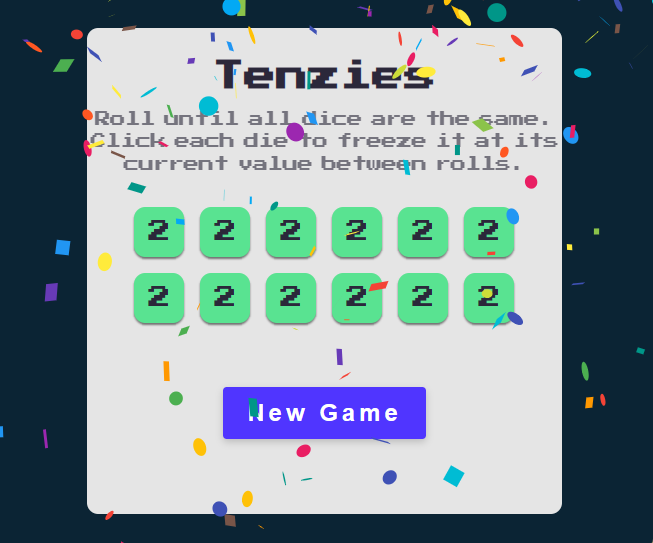 Tenzies
Roll until all dice are the same.
Click each die to freeze it at its
current value between rolls.
2 2 2 2 2 2
2 2 2 2 2 2
New Game